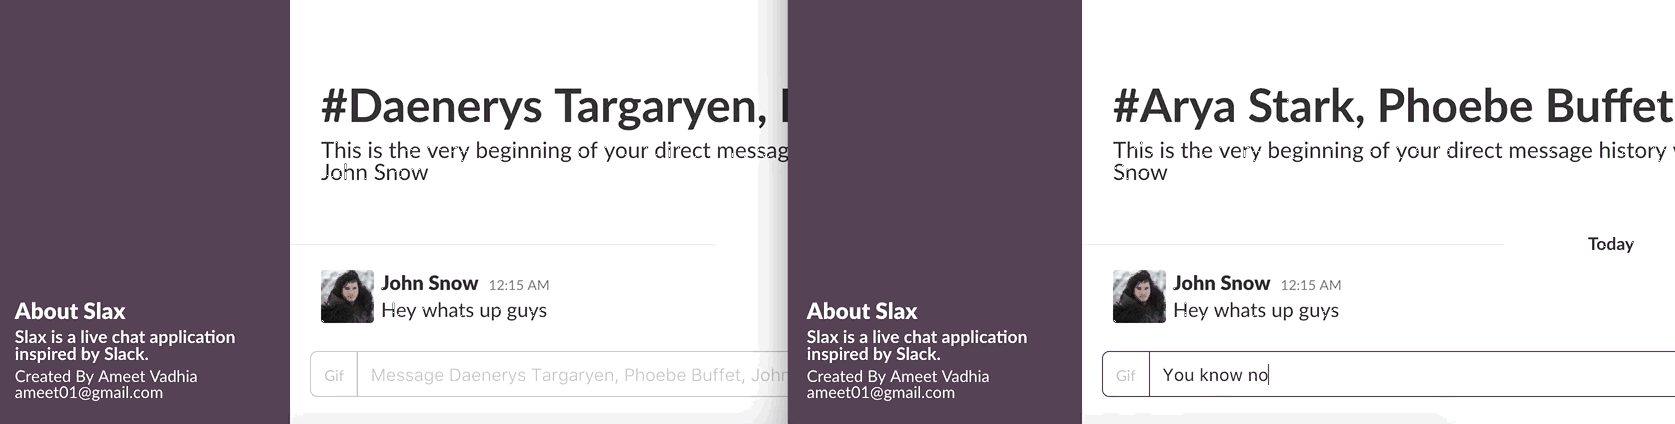 #Daenerys Targaryen,
This is the very beginning of your direct messag
John Snow
John Snow 12:15 AM
Hey whats up guys
About Slax
Slax is a live chat application
inspired by Slack.
Created By Ameet Vadhia
ameet01@gmail.com
Gif Message Daenerys Targaryen, Phoebe Buffet, John
#Arya Stark, Phoebe Buffet
This is the very beginning of your direct message history
Snow
Today
John Snow 12:15 AM
Hey whats up guys
About Slax
Slax is a live chat application
inspired by Slack.
Created By Ameet Vadhia
ameet01@gmail.com
Gif You know no